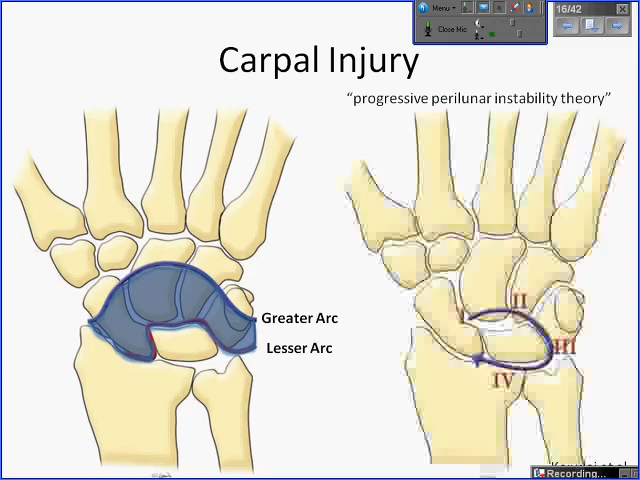 Menu
16/42
Close Mic
Carpal Injury
“progressive perilunar instability theory”
Greater Arc
Lesser Arc
I
II
III
IV
Recording...